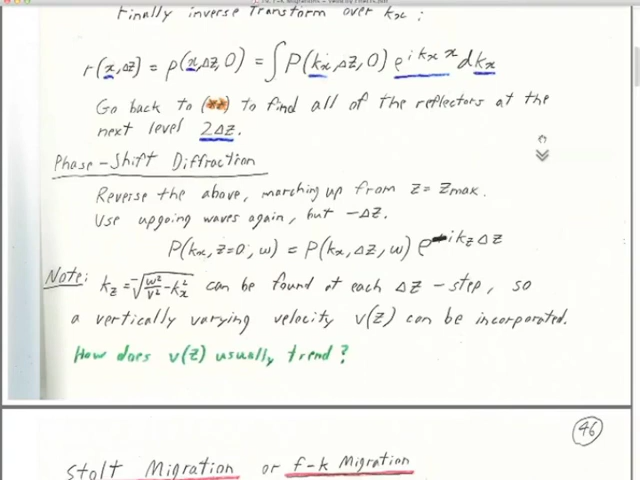 Finally inverse Transform over kx:
r(x,Δz) = p(x,Δz,0) = ∫ P(kx,Δz,0) e^{i kx x} dkx
Go back to (**) to find all of the reflectors at the
next level 2Δz.
Phase-Shift Diffraction
Reverse the above, marching up from z = zmax.
Use upgoing waves again, but -Δz.
P(kx, z=0, ω) = P(kx, Δz, ω) e^{-ikzΔz}
Note: kz = -√(ω²/v² - kx²) can be found at each Δz-step, so
a vertically varying velocity v(z) can be incorporated.
How does v(z) usually trend?
46
Stolt Migration or f-k Migration